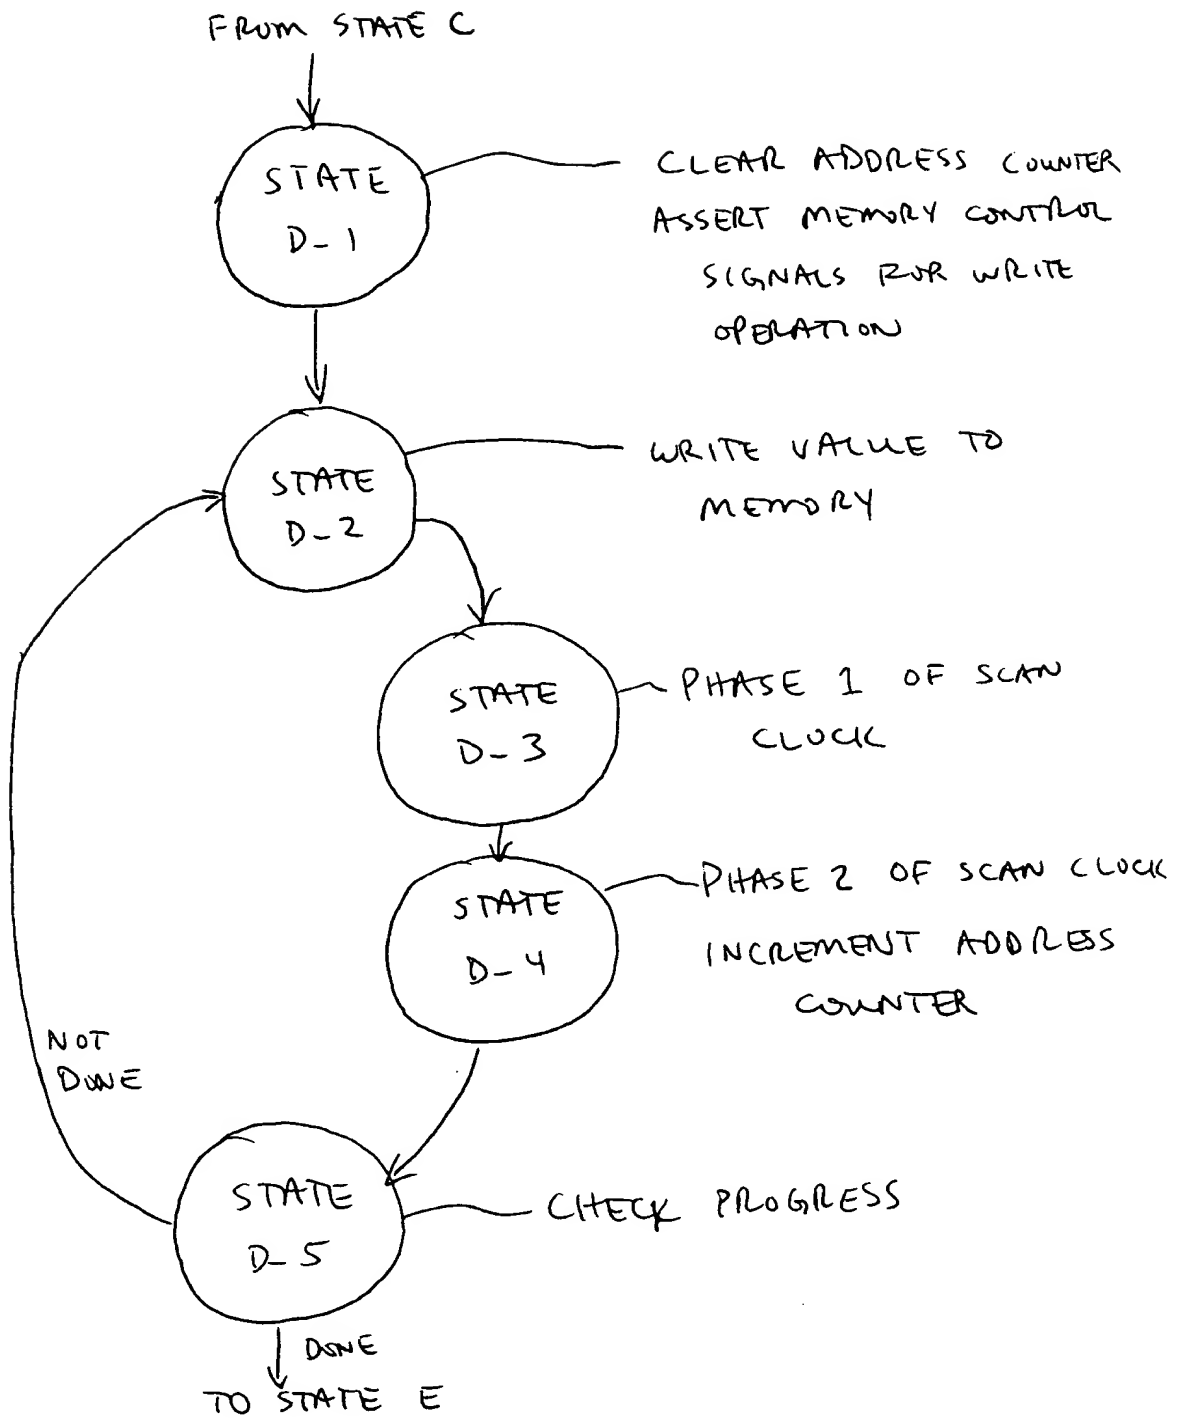 FROM STATE C
STATE
D-1
CLEAR ADDRESS COUNTER
ASSERT MEMORY CONTROL
SIGNALS FOR WRITE
OPERATION
STATE
D-2
WRITE VALUE TO
MEMORY
STATE
D-3
PHASE 1 OF SCAN
CLOCK
STATE
D-4
PHASE 2 OF SCAN CLOCK
INCREMENT ADDRESS
COUNTER
NOT
DONE
STATE
D-5
CHECK PROGRESS
DONE
TO STATE E